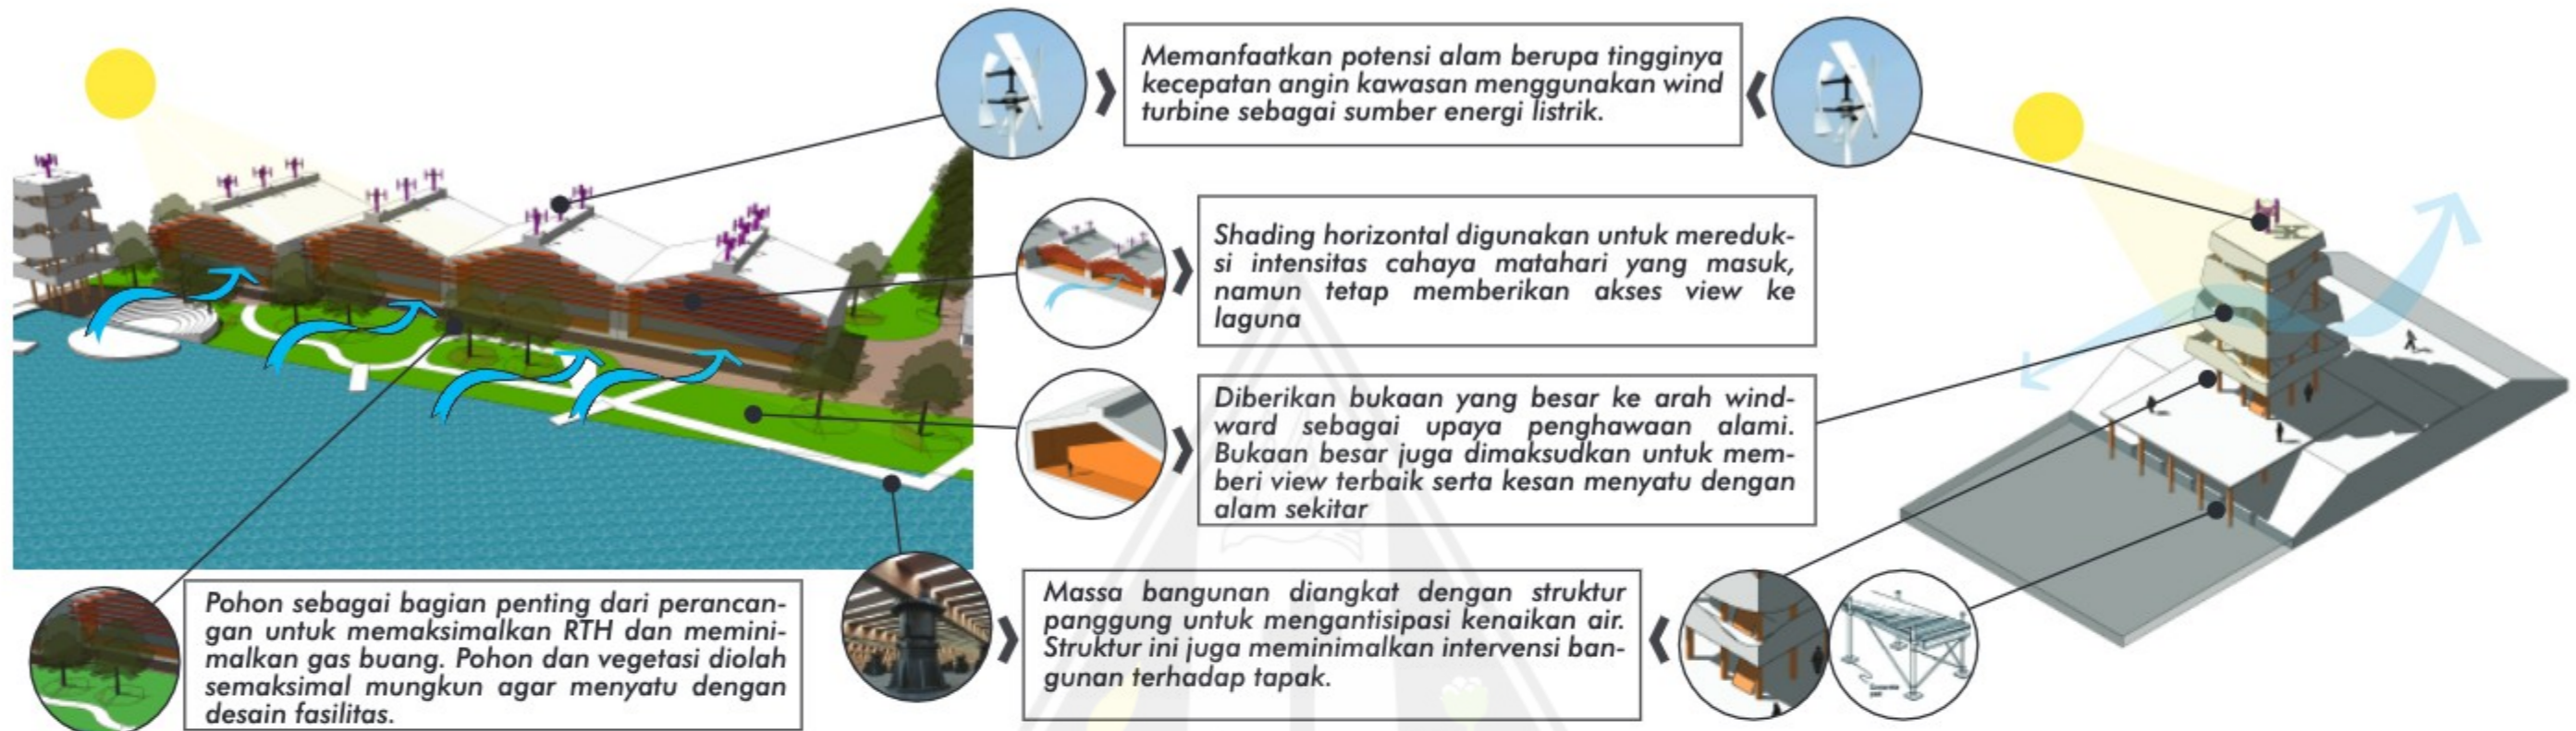 Memanfaatkan potensi alam berupa tingginya
kecepatan angin kawasan menggunakan wind
turbine sebagai sumber energi listrik.
Shading horizontal digunakan untuk mereduk-
si intensitas cahaya matahari yang masuk,
namun tetap memberikan akses view ke
laguna
Diberikan bukaan yang besar ke arah wind-
ward sebagai upaya penghawaan alami.
Bukaan besar juga dimaksudkan untuk mem-
beri view terbaik serta kesan menyatu dengan
alam sekitar
Pohon sebagai bagian penting dari perancan-
gan untuk memaksimalkan RTH dan memini-
malkan gas buang. Pohon dan vegetasi diolah
semaksimal mungkun agar menyatu dengan
desain fasilitas.
Massa bangunan diangkat dengan struktur
panggung untuk mengantisipasi kenaikan air.
Struktur ini juga meminimalkan intervensi ban-
gunan terhadap tapak.